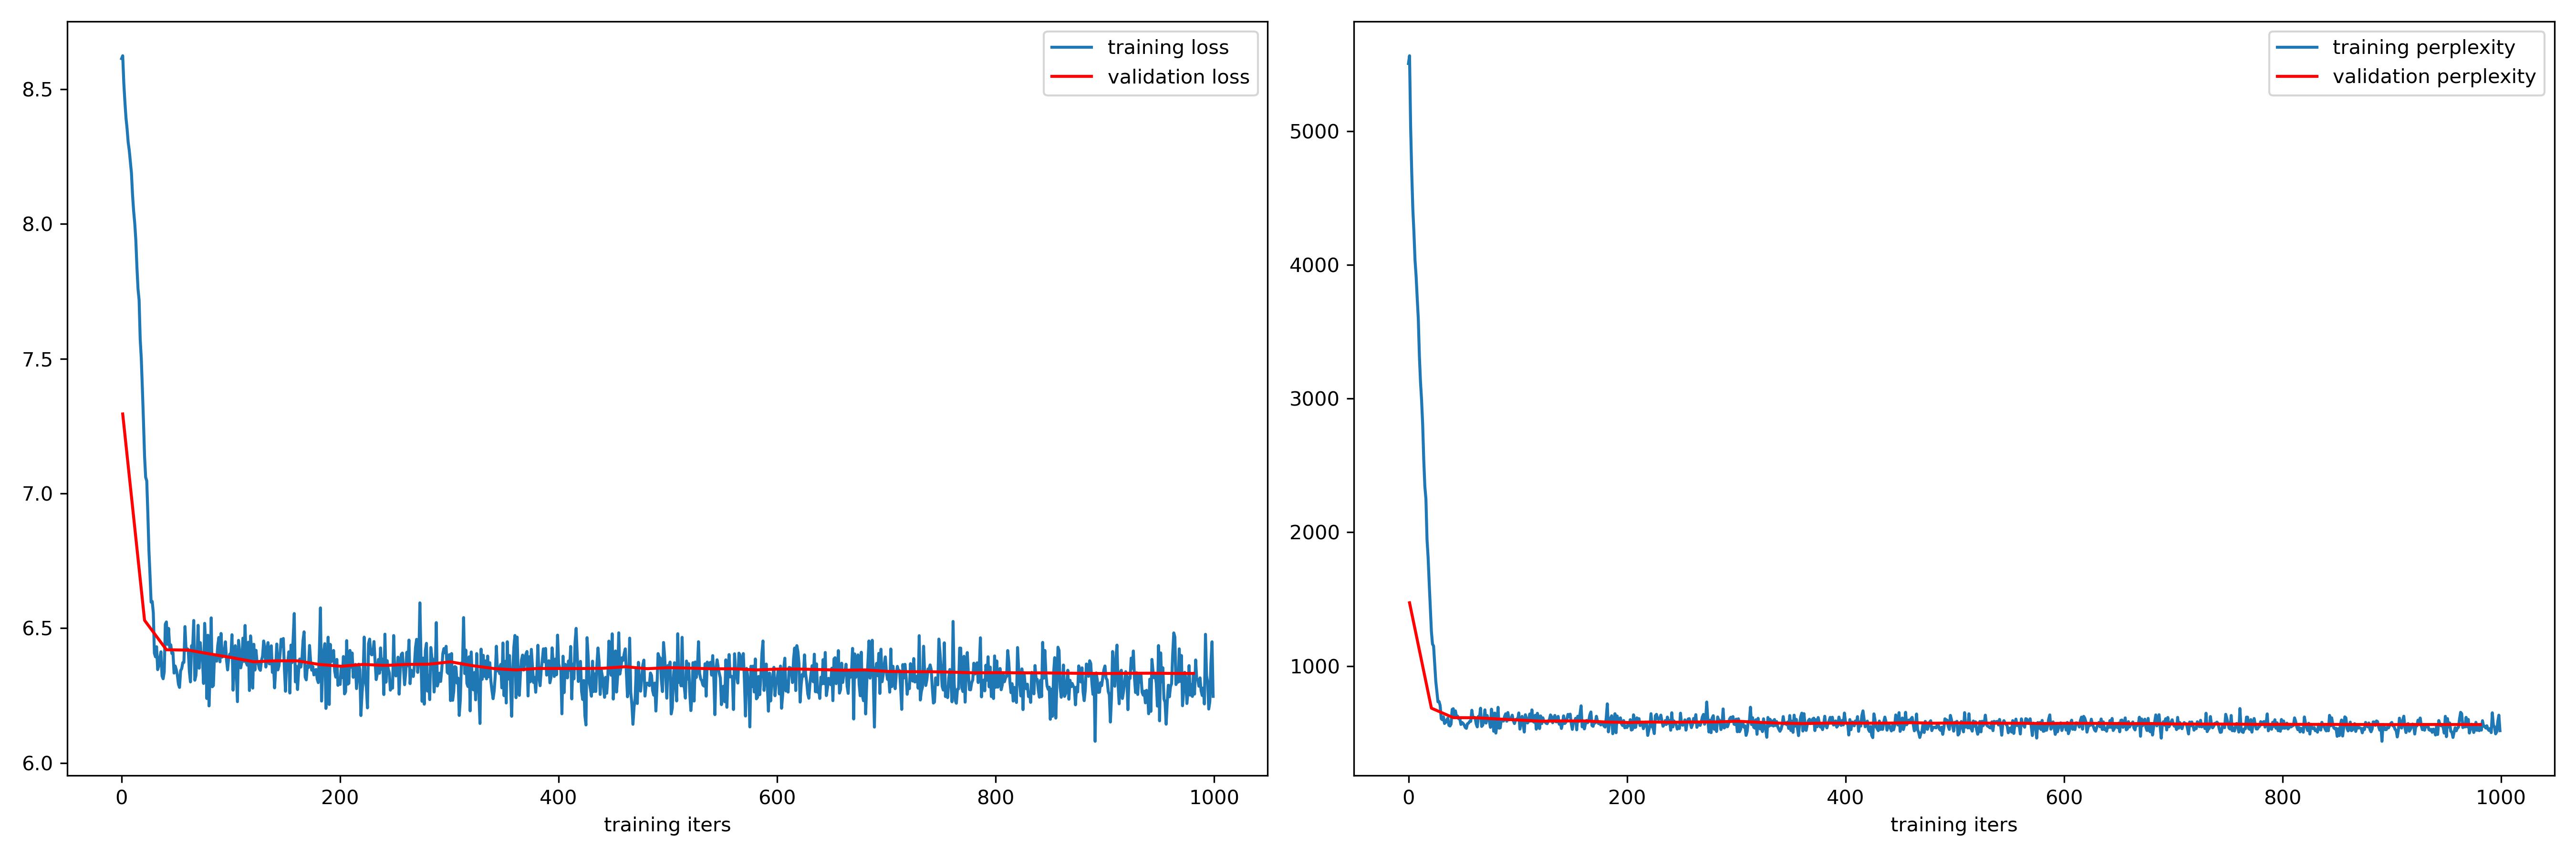 training loss
validation loss
8.5
8.0
7.5
7.0
6.5
6.0
0 200 400 600 800 1000
training iters
training perplexity
validation perplexity
5000
4000
3000
2000
1000
0 200 400 600 800 1000
training iters